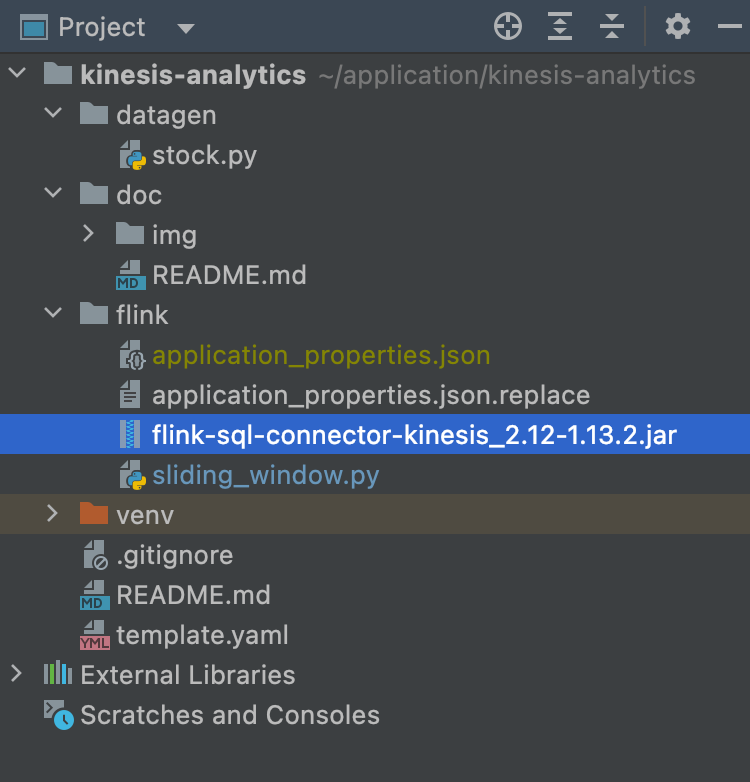 Project
kinesis-analytics ~/application/kinesis-analytics
datagen
stock.py
doc
img
MD README.md
flink
application_properties.json
application_properties.json.replace
flink-sql-connector-kinesis_2.12-1.13.2.jar
sliding_window.py
venv
.gitignore
MD README.md
YML template.yaml
External Libraries
Scratches and Consoles